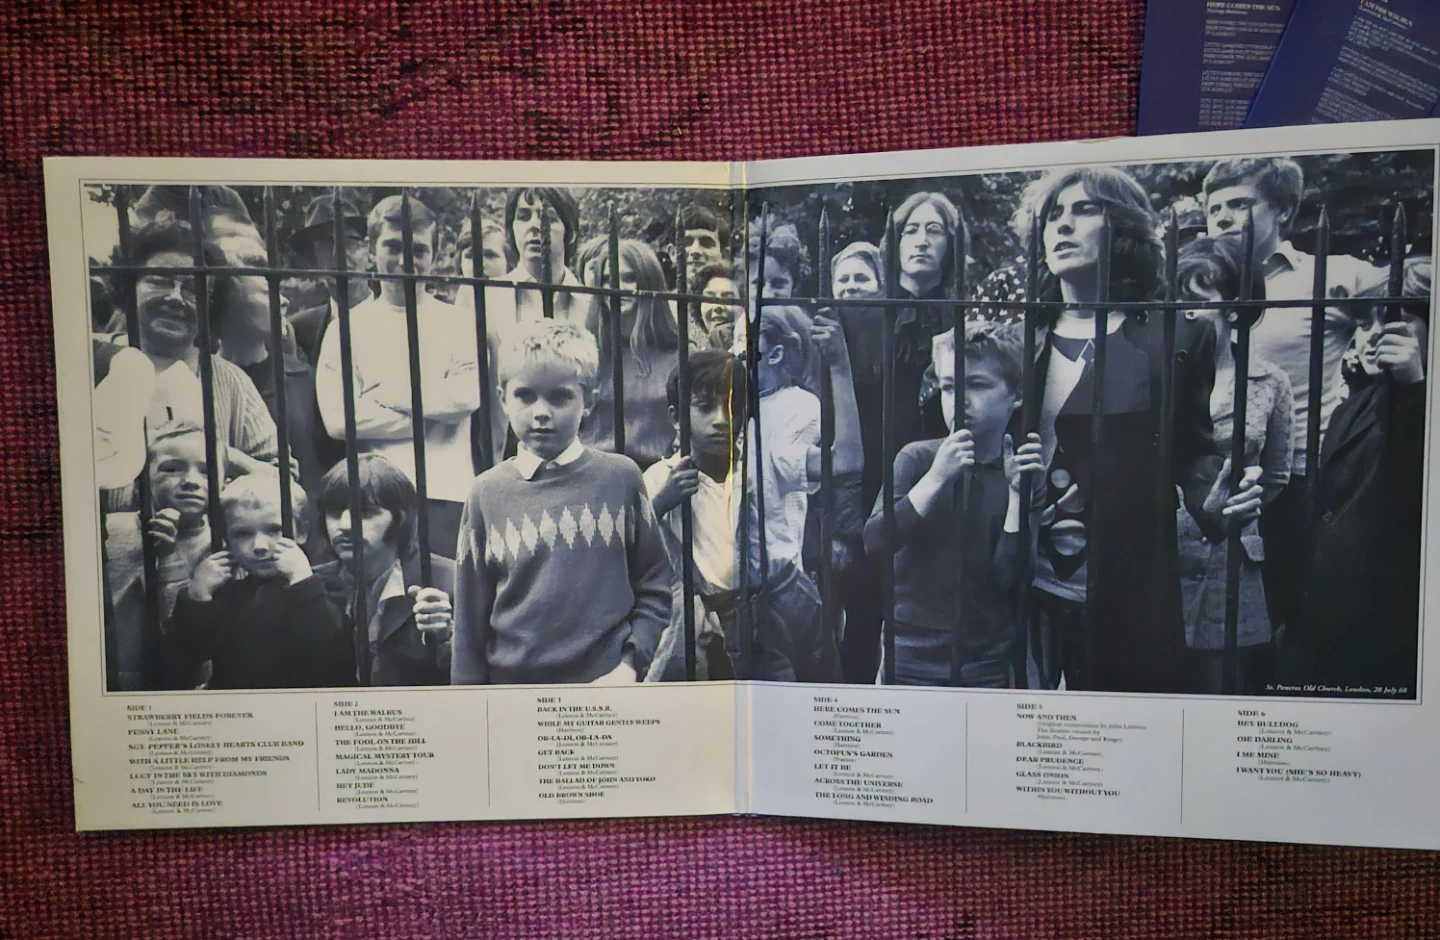 HERE COMES THE SUN
I AM THE WALRUS
St. Pancras Old Church, London, 28 July 68
SIDE 1
STRAWBERRY FIELDS FOREVER
(Lennon & McCartney)
PENNY LANE
(Lennon & McCartney)
SGT. PEPPER'S LONELY HEARTS CLUB BAND
(Lennon & McCartney)
WITH A LITTLE HELP FROM MY FRIENDS
(Lennon & McCartney)
LUCY IN THE SKY WITH DIAMONDS
(Lennon & McCartney)
A DAY IN THE LIFE
(Lennon & McCartney)
ALL YOU NEED IS LOVE
(Lennon & McCartney)
SIDE 2
I AM THE WALRUS
(Lennon & McCartney)
HELLO, GOODBYE
(Lennon & McCartney)
THE FOOL ON THE HILL
(Lennon & McCartney)
MAGICAL MYSTERY TOUR
(Lennon & McCartney)
LADY MADONNA
(Lennon & McCartney)
HEY JUDE
(Lennon & McCartney)
REVOLUTION
(Lennon & McCartney)
SIDE 3
BACK IN THE U.S.S.R.
(Lennon & McCartney)
WHILE MY GUITAR GENTLY WEEPS
(Harrison)
OB-LA-DI, OB-LA-DA
(Lennon & McCartney)
GET BACK
(Lennon & McCartney)
DON'T LET ME DOWN
(Lennon & McCartney)
THE BALLAD OF JOHN AND YOKO
(Lennon & McCartney)
OLD BROWN SHOE
(Harrison)
SIDE 4
HERE COMES THE SUN
(Harrison)
COME TOGETHER
(Lennon & McCartney)
SOMETHING
(Harrison)
OCTOPUS'S GARDEN
(Starkey)
LET IT BE
(Lennon & McCartney)
ACROSS THE UNIVERSE
(Lennon & McCartney)
THE LONG AND WINDING ROAD
(Lennon & McCartney)
SIDE 5
NOW AND THEN
(Original composition by John Lennon
John, Paul, George and Ringo)
BLACKBIRD
(Lennon & McCartney)
DEAR PRUDENCE
(Lennon & McCartney)
GLASS ONION
(Lennon & McCartney)
WITHIN YOU WITHOUT YOU
(Harrison)
SIDE 6
HEY BULLDOG
(Lennon & McCartney)
OH! DARLING
(Lennon & McCartney)
I ME MINE
(Harrison)
I WANT YOU (SHE'S SO HEAVY)
(Lennon & McCartney)